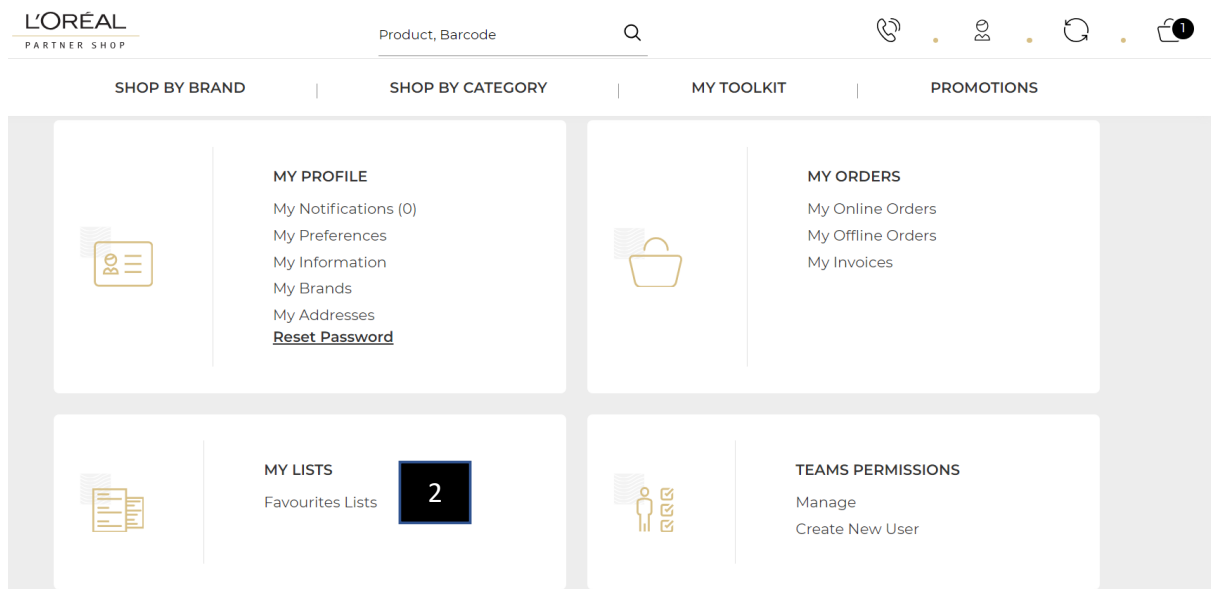 L'ORÉAL
PARTNER SHOP
Product, Barcode
1
SHOP BY BRAND | SHOP BY CATEGORY | MY TOOLKIT | PROMOTIONS
MY PROFILE
My Notifications (0)
My Preferences
My Information
My Brands
My Addresses
Reset Password
MY ORDERS
My Online Orders
My Offline Orders
My Invoices
MY LISTS
Favourites Lists
2
TEAMS PERMISSIONS
Manage
Create New User